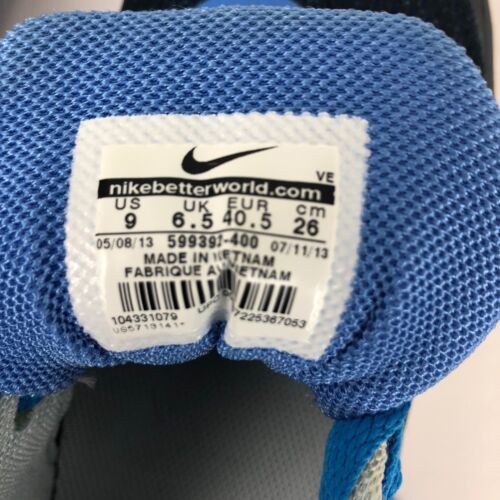 VE
nikebetterworld.com
US UK EUR cm
9 6.5 40.5 26
05/08/13 599392-400 07/11/13
MADE IN VIETNAM
FABRIQUE AU VIETNAM
104331079 7225367053